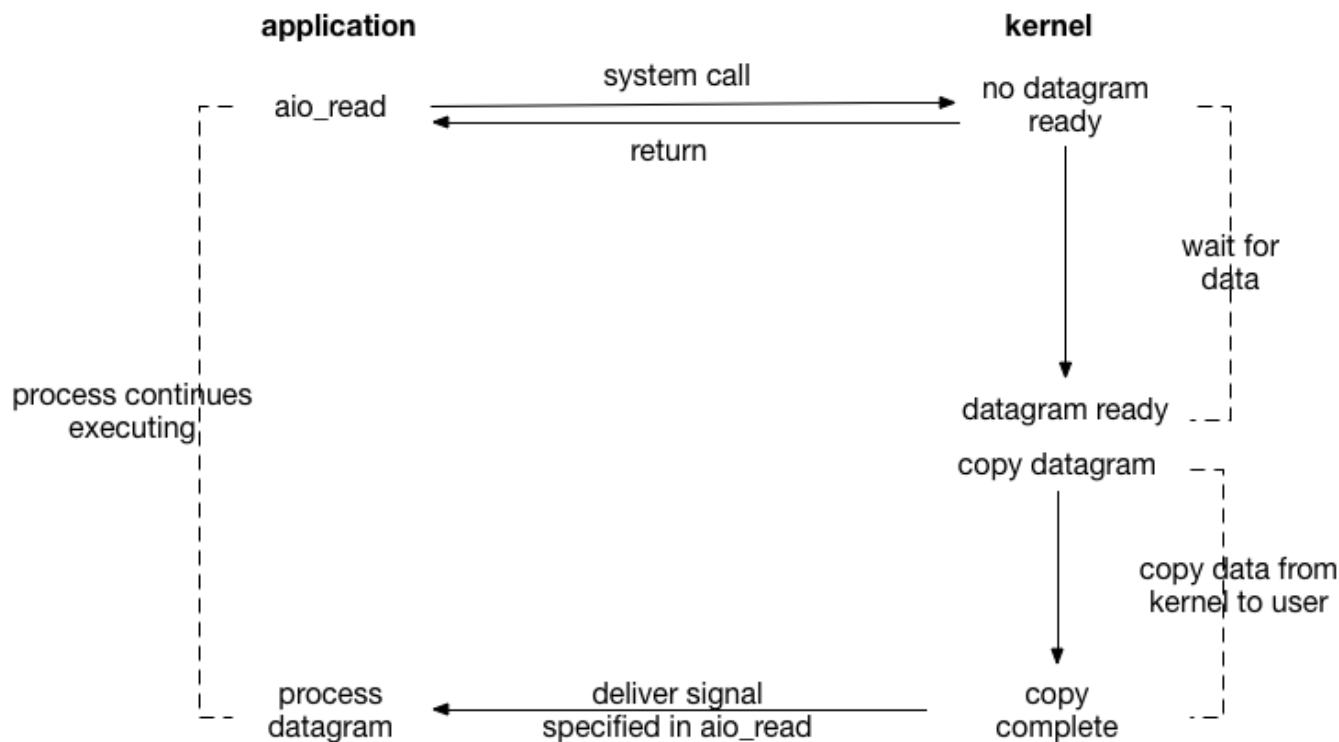 application
kernel
system call
aio_read
no datagram
ready
return
wait for
data
process continues
executing
datagram ready
copy datagram
copy data from
kernel to user
process
datagram
deliver signal
specified in aio_read
copy
complete